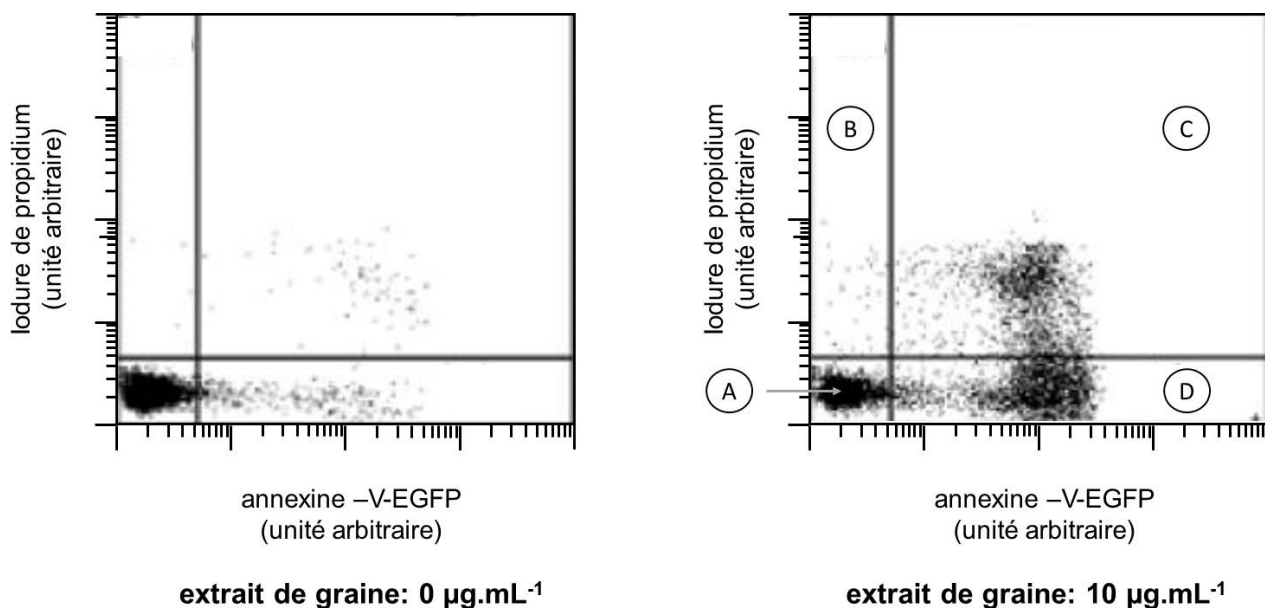 Iodure de propidium
(unité arbitraire)
annexine –V-EGFP
(unité arbitraire)
extrait de graine: 0 µg.mL-1
Iodure de propidium
(unité arbitraire)
B
C
A
D
annexine –V-EGFP
(unité arbitraire)
extrait de graine: 10 µg.mL-1